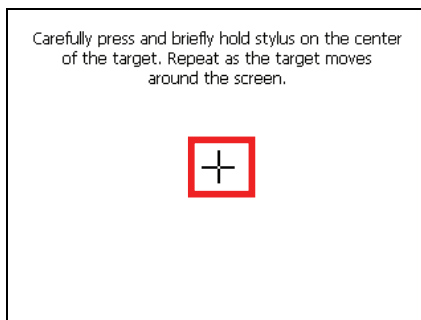 Carefully press and briefly hold stylus on the center
of the target. Repeat as the target moves
around the screen.